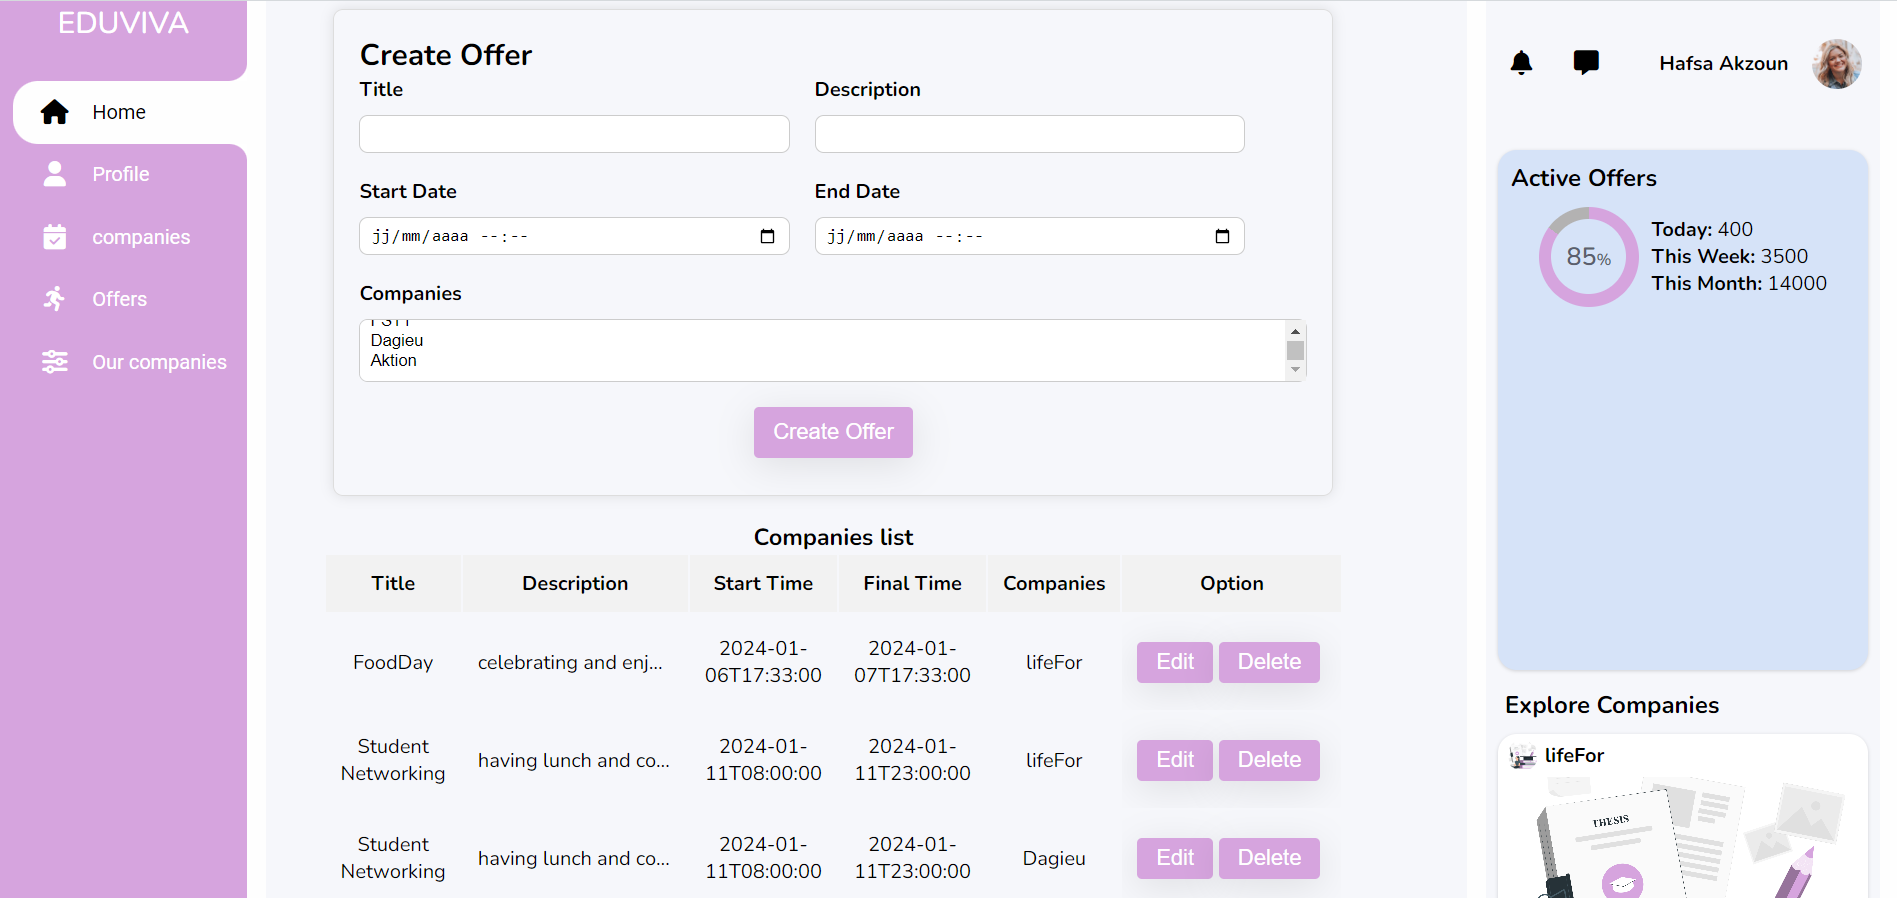 EDUVIVA
Home
Profile
companies
Offers
Our companies
Create Offer
Title
Description
Start Date
End Date
jj/mm/aaaa --:--
jj/mm/aaaa --:--
Companies
Dagieu
Aktion
Create Offer
Companies list
Title Description Start Time Final Time Companies Option
FoodDay celebrating and enj... 2024-01-06T17:33:00 2024-01-07T17:33:00 lifeFor Edit Delete
Student Networking having lunch and co... 2024-01-11T08:00:00 2024-01-11T23:00:00 lifeFor Edit Delete
Student Networking having lunch and co... 2024-01-11T08:00:00 2024-01-11T23:00:00 Dagieu Edit Delete
Hafsa Akzoun
Active Offers
85%
Today: 400
This Week: 3500
This Month: 14000
Explore Companies
lifeFor
THESIS